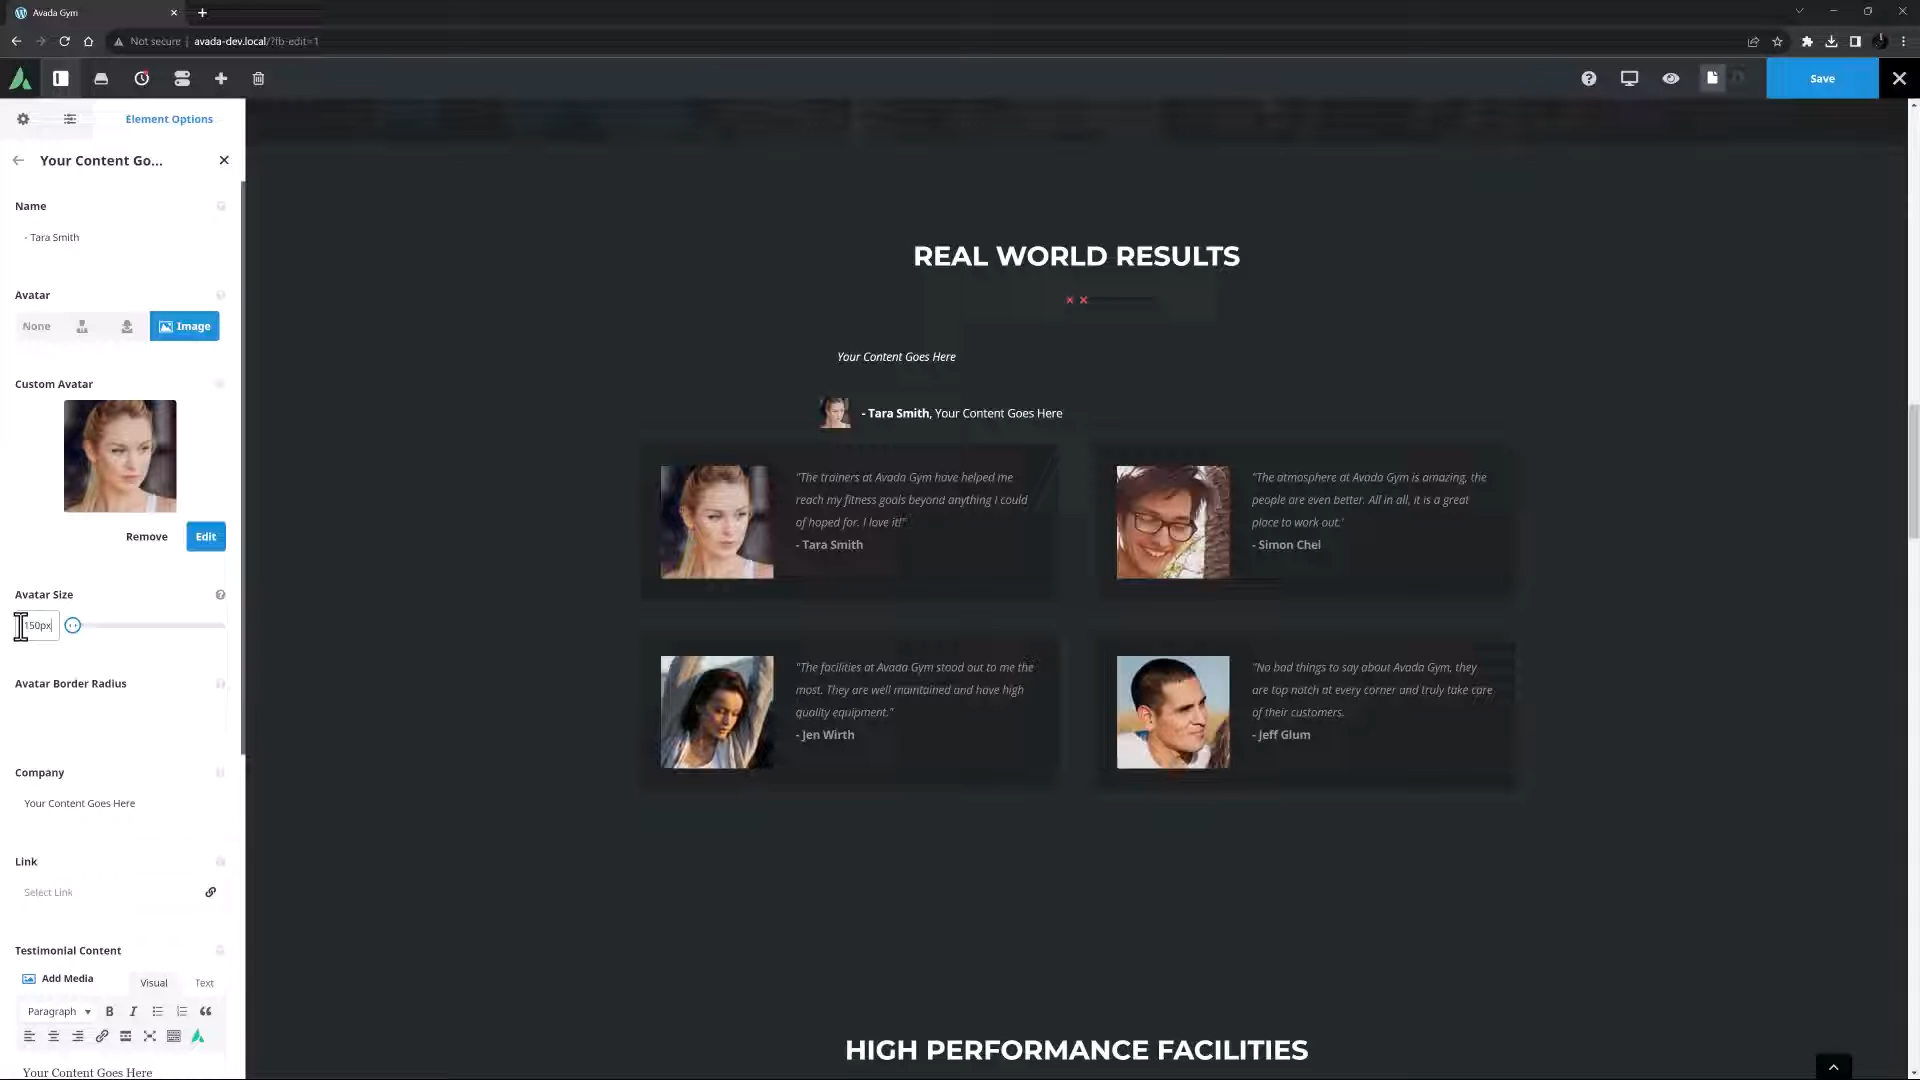 Avada Gym
Not secure
avada-dev.local/?fb-edit=1
Save
Element Options
Your Content Go...
Name
- Tara Smith
Avatar
None
Image
Custom Avatar
Remove
Edit
Avatar Size
150px
Avatar Border Radius
Company
Your Content Goes Here
Link
Select Link
Testimonial Content
Add Media
Visual
Text
Paragraph
Your Content Goes Here
REAL WORLD RESULTS
Your Content Goes Here
- Tara Smith, Your Content Goes Here
"The trainers at Avada Gym have helped me
reach my fitness goals beyond anything I could
of hoped for. I love it!"
- Tara Smith
"The atmosphere at Avada Gym is amazing, the
people are even better. All in all, it is a great
place to work out.'
- Simon Chel
"The facilities at Avada Gym stood out to me the
most. They are well maintained and have high
quality equipment."
- Jen Wirth
"No bad things to say about Avada Gym, they
are top notch at every corner and truly take care
of their customers.
- Jeff Glum
HIGH PERFORMANCE FACILITIES